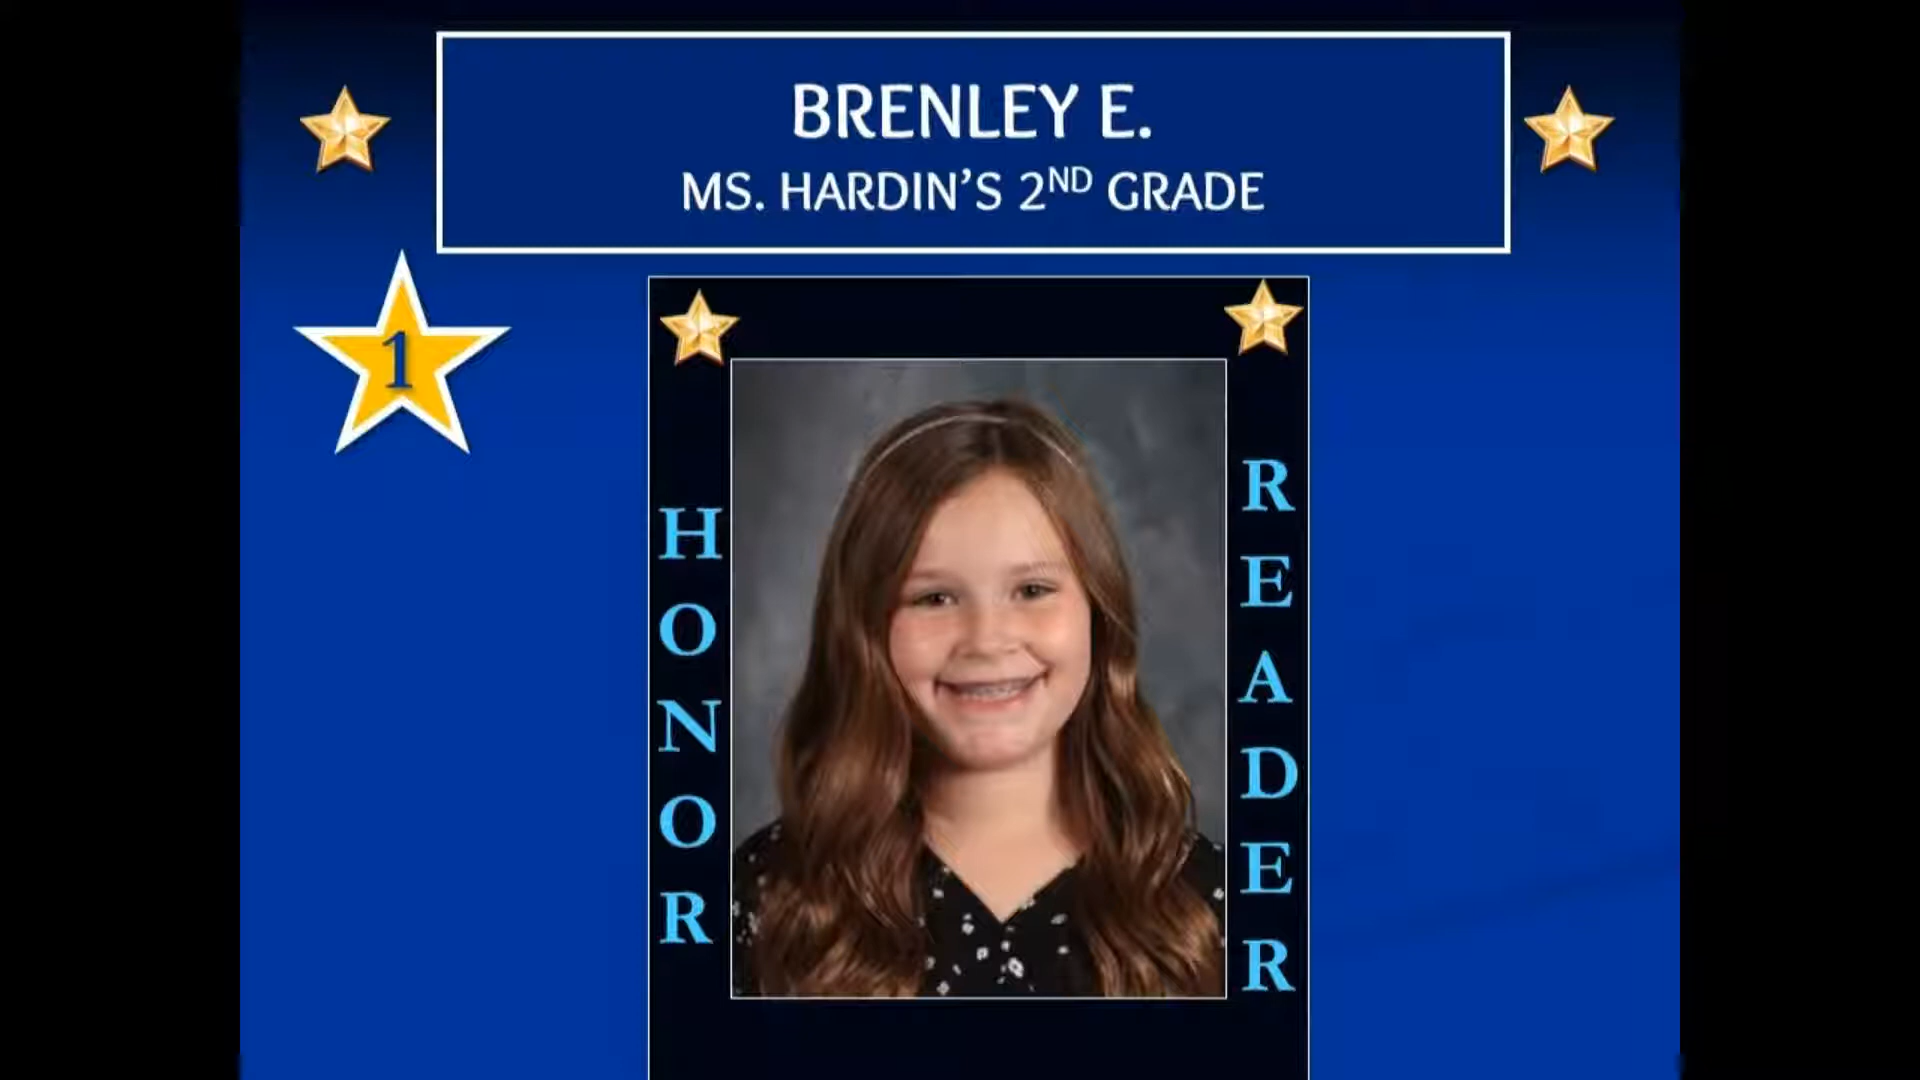 BRENLEY E.
MS. HARDIN'S 2ND GRADE
1
HONOR
READER